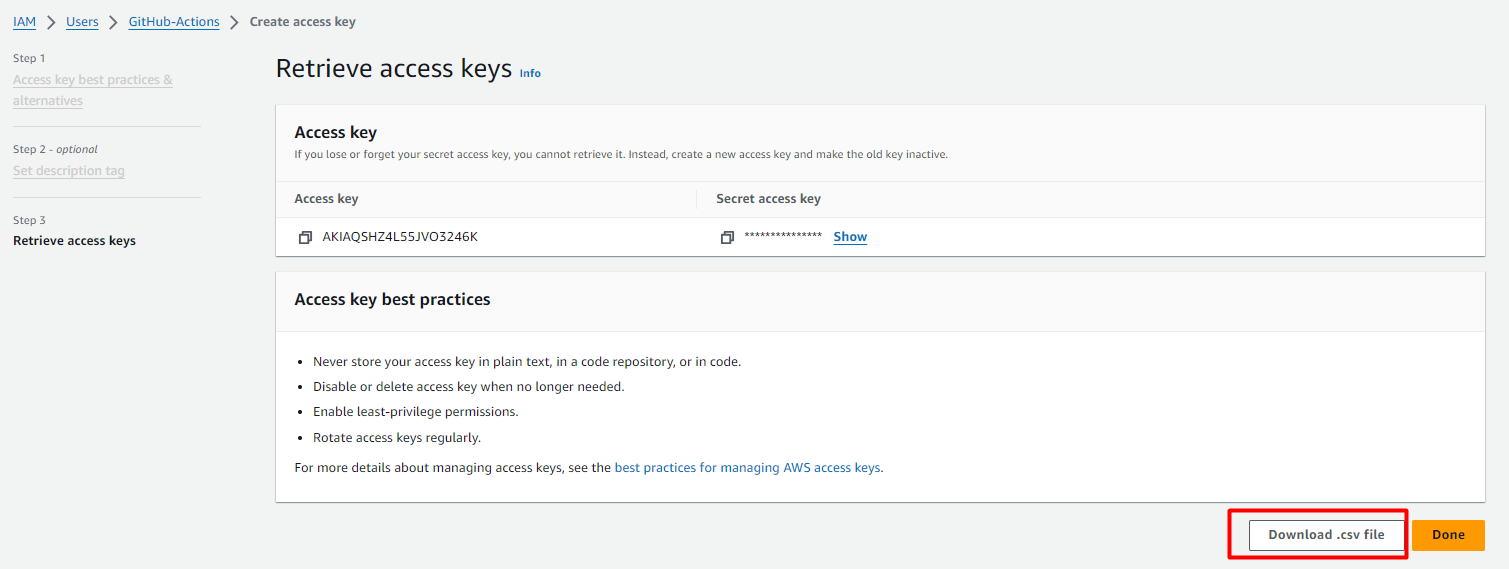 IAM > Users > GitHub-Actions > Create access key
Step 1
Access key best practices &
alternatives
Step 2 - optional
Set description tag
Step 3
Retrieve access keys
Retrieve access keys Info
Access key
If you lose or forget your secret access key, you cannot retrieve it. Instead, create a new access key and make the old key inactive.
Access key Secret access key
AKIAQSHZ4L55JVO3246K *************** Show
Access key best practices
• Never store your access key in plain text, in a code repository, or in code.
• Disable or delete access key when no longer needed.
• Enable least-privilege permissions.
• Rotate access keys regularly.
For more details about managing access keys, see the best practices for managing AWS access keys.
Download .csv file Done